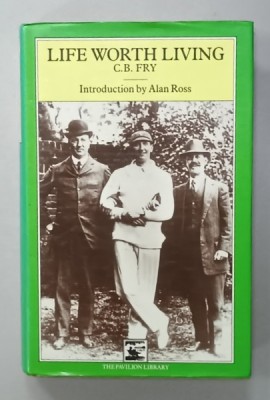 LIFE WORTH LIVING
C.B. FRY
Introduction by Alan Ross
THE PAVILION LIBRARY